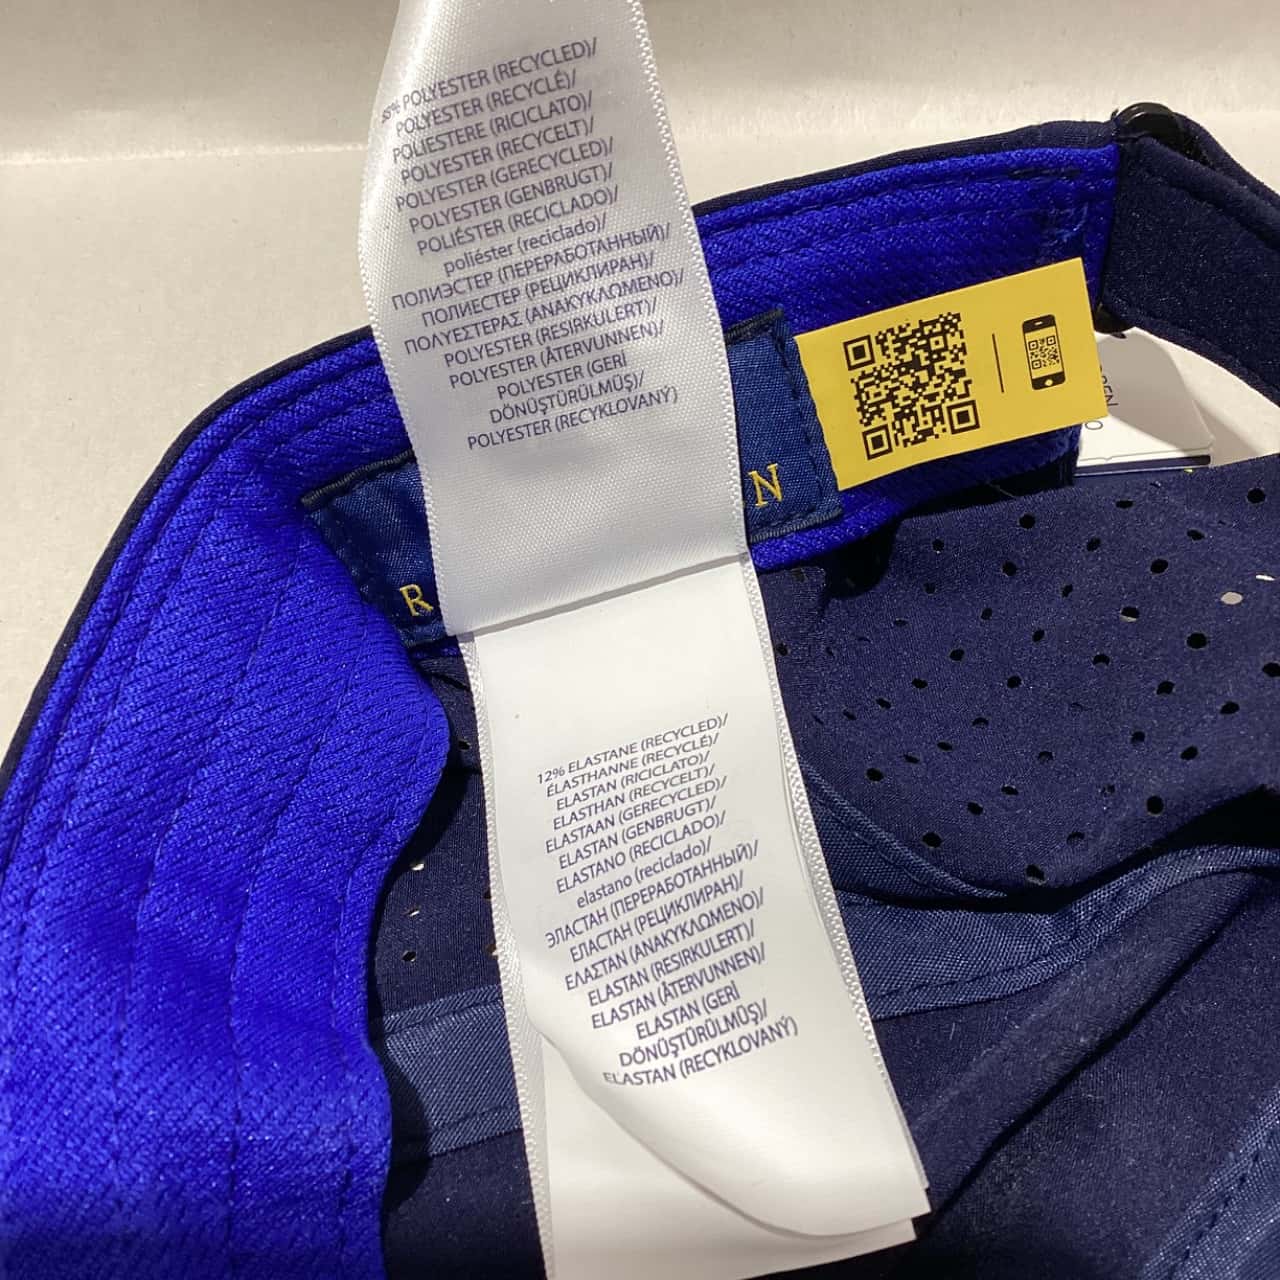 88% POLYESTER (RECYCLED)/
POLYESTER (RECYCLÉ)/
POLIESTERE (RICICLATO)/
POLYESTER (RECYCELT)/
POLYESTER (GERECYCLED)/
POLYESTER (GENBRUGT)/
POLIÉSTER (RECICLADO)/
poliéster (reciclado)/
ПОЛИЭСТЕР (ПЕРЕРАБОТАННЫЙ)/
ПОЛИЕСТЕР (РЕЦИКЛИРАН)/
ΠΟΛΥΕΣΤΕΡΑΣ (ΑΝΑΚΥΚΛΩΜΕΝΟ)/
POLYESTER (RESIRKULERT)/
POLYESTER (ÅTERVUNNEN)/
POLYESTER (GERİ
DÖNÜŞTÜRÜLMÜŞ)/
POLYESTER (RECYKLOVANÝ)
R
N
12% ELASTANE (RECYCLED)/
ÉLASTHANNE (RECYCLÉ)/
ELASTAN (RICICLATO)/
ELASTHAN (RECYCELT)/
ELASTAAN (GERECYCLED)/
ELASTAN (GENBRUGT)/
ELASTANO (RECICLADO)/
elastano (reciclado)/
ЭЛАСТАН (ПЕРЕРАБОТАННЫЙ)/
ЕЛАСТАН (РЕЦИКЛИРАН)/
ΕΛΑΣΤΑΝ (ΑΝΑΚΥΚΛΩΜΕΝΟ)/
ELASTAN (RESIRKULERT)/
ELASTAN (ÅTERVUNNEN)/
ELASTAN (GERİ
DÖNÜŞTÜRÜLMÜŞ)/
ELASTAN (RECYKLOVANÝ)